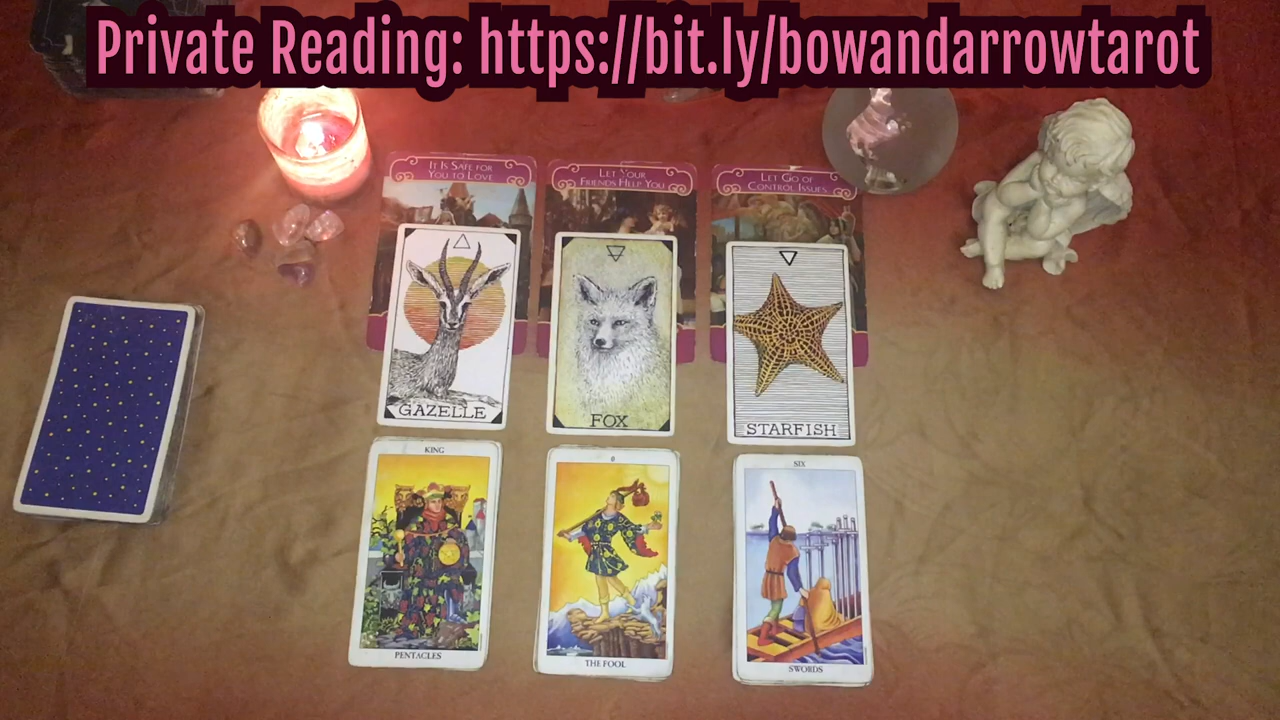 Private Reading: https://bit.ly/bowandarrowtarot
It Is Safe for
You to Love
Let Your
Friends Help You
Let Go of
Control Issues
GAZELLE
FOX
STARFISH
KING
PENTACLES
0
THE FOOL
SIX
SWORDS